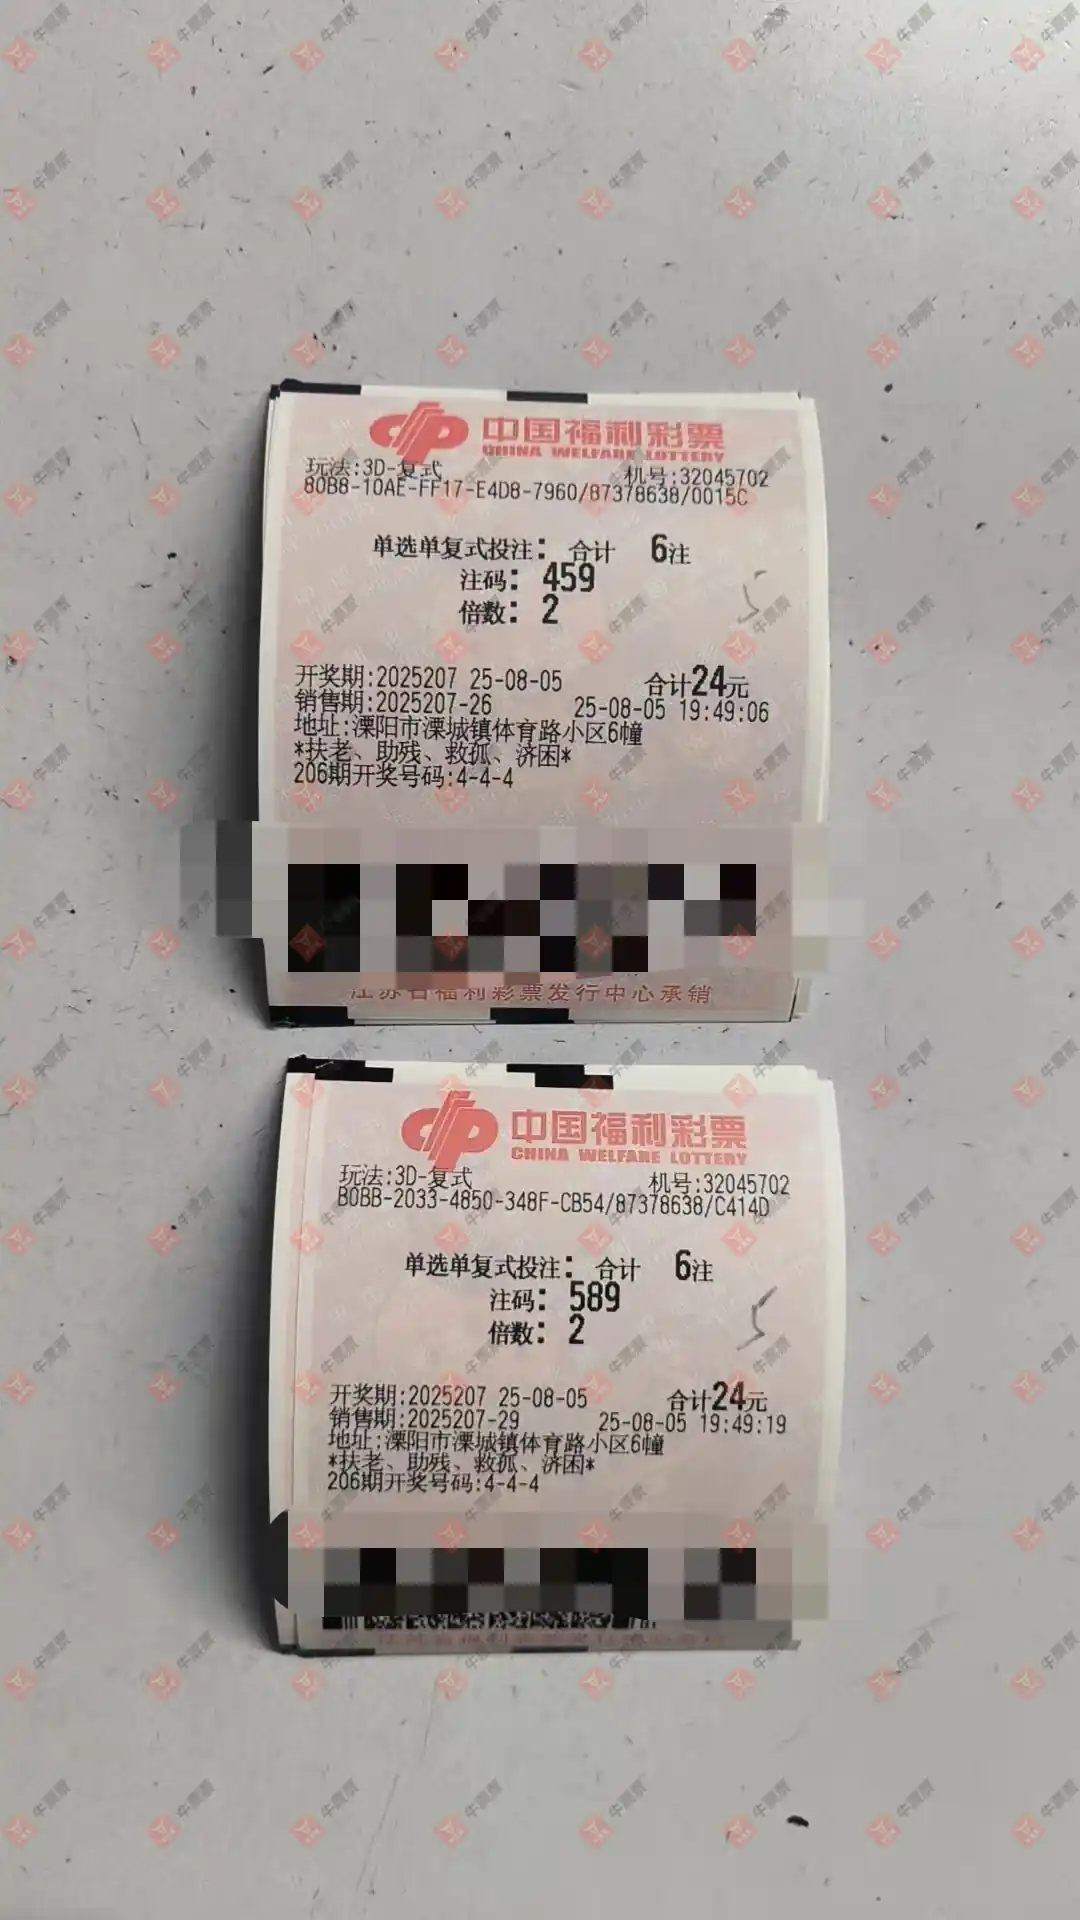 中国福利彩票
CHINA WELFARE LOTTERY
玩法:3D-复式 机号:32045702
80B8-10AE-FF17-E4D8-7960/87378638/0015C
单选单复式投注: 合计 6注
注码: 459
倍数: 2
5
开奖期:2025207 25-08-05 合计24元
销售期:2025207-26 25-08-05 19:49:06
地址:溧阳市溧城镇体育路小区6幢
*扶老、助残、救孤、济困*
206期开奖号码:4-4-4
江苏省福利彩票发行中心承销
中国福利彩票
CHINA WELFARE LOTTERY
玩法:3D-复式 机号:32045702
B0BB-2033-4850-348F-CB54/87378638/C414D
单选单复式投注: 合计 6注
注码: 589
倍数: 2
5
开奖期:2025207 25-08-05 合计24元
销售期:2025207-29 25-08-05 19:49:19
地址:溧阳市溧城镇体育路小区6幢
*扶老、助残、救孤、济困*
206期开奖号码:4-4-4
牛票票